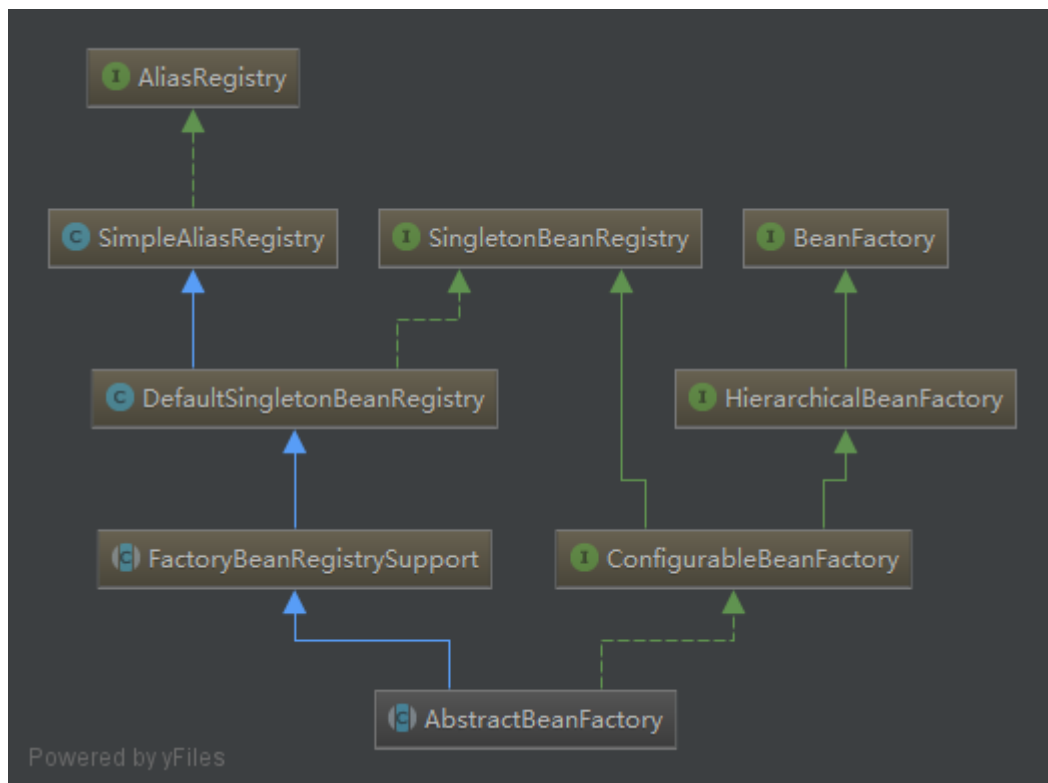 I AliasRegistry
C SimpleAliasRegistry
I SingletonBeanRegistry
I BeanFactory
C DefaultSingletonBeanRegistry
I HierarchicalBeanFactory
C FactoryBeanRegistrySupport
I ConfigurableBeanFactory
C AbstractBeanFactory
Powered by yFiles